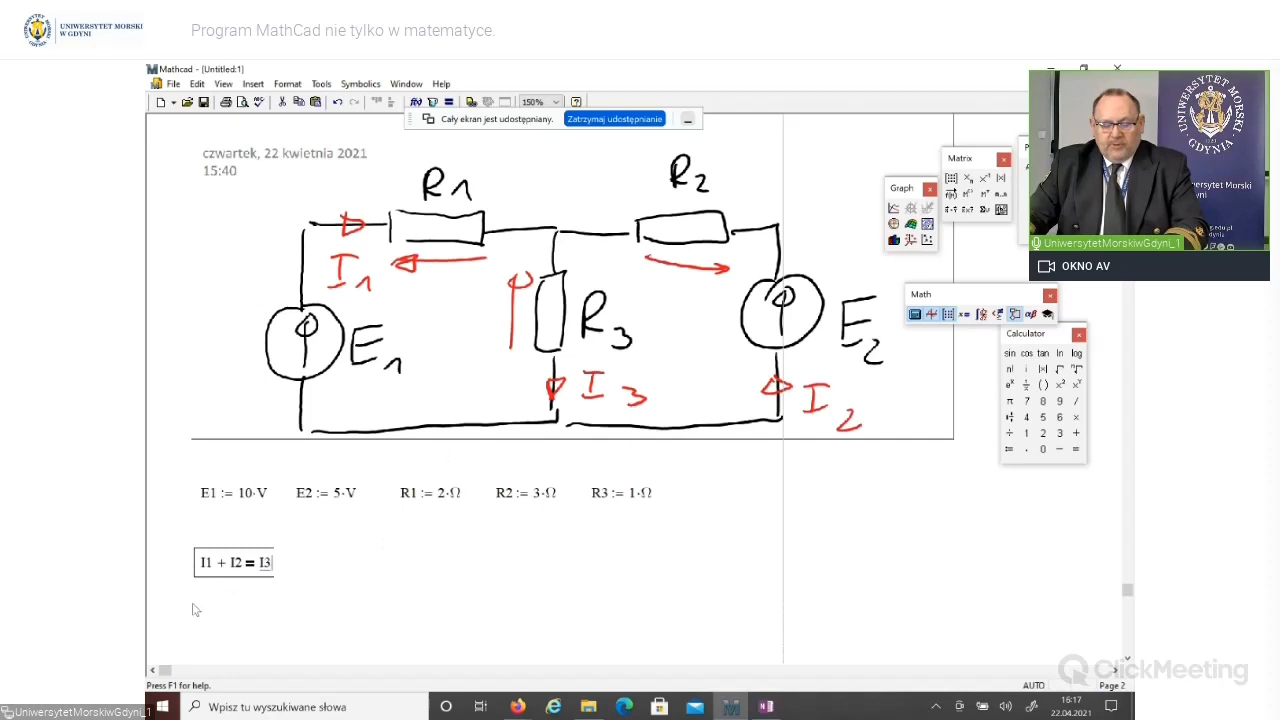 UNIWERSYTET MORSKI
W GDYNI
Program MathCad nie tylko w matematyce.
Mathcad - [Untitled:1]
File Edit View Insert Format Tools Symbolics Window Help
150%
Cały ekran jest udostępniany. Zatrzymaj udostępnianie
czwartek, 22 kwietnia 2021
15:40
R1
R2
I1
E1
R3
E2
I3
I2
E1 := 10·V E2 := 5·V R1 := 2·Ω R2 := 3·Ω R3 := 1·Ω
I1 + I2 = I3
Graph
Matrix
Math
Calculator
sin cos tan ln log
n! i |×|
π 7 8 9 /
÷ 4 5 6 ×
÷ 1 2 3 +
:= . 0 − =
UNIWERSYTET MORSKI
GDYNIA
UniwersytetMorskiwGdyni_1
OKNO AV
ClickMeeting
Press F1 for help.
AUTO
Page 2
UniwersytetMorskiwGdyni_1
Wpisz tu wyszukiwane słowa
16:17
22.04.2021